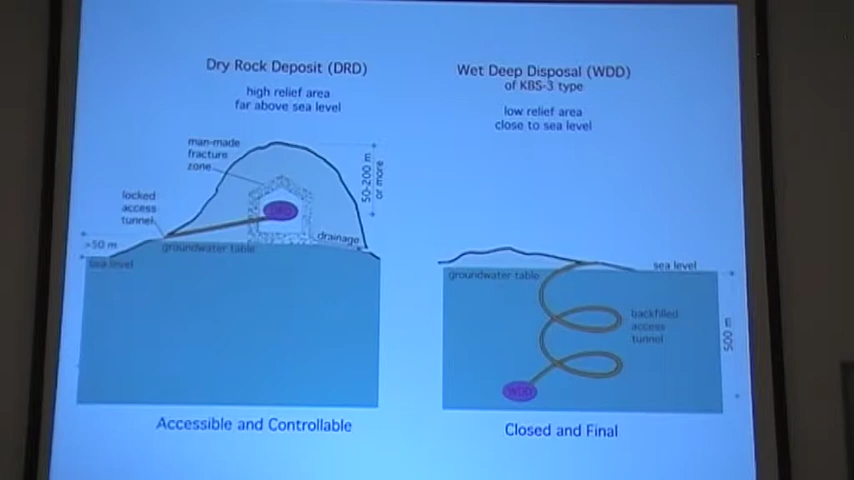 Dry Rock Deposit (DRD)
high relief area
far above sea level
man-made
fracture
zone
50-200 m
or more
locked
access
tunnel
DRD
>50 m
groundwater table
drainage
sea level
Accessible and Controllable
Wet Deep Disposal (WDD)
of KBS-3 type
low relief area
close to sea level
sea level
groundwater table
backfilled
access
tunnel
500 m
WDD
Closed and Final